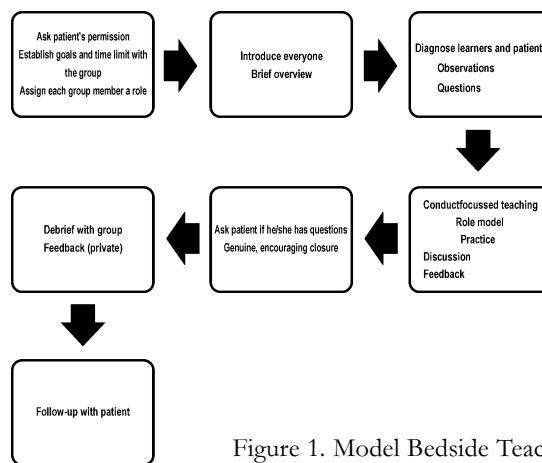 Ask patient's permission
Establish goals and time limit with
the group
Assign each group member a role
Introduce everyone
Brief overview
Diagnose learners and patient
Observations
Questions
Conductfocussed teaching
Role model
Practice
Discussion
Feedback
Ask patient if he/she has questions
Genuine, encouraging closure
Debrief with group
Feedback (private)
Follow-up with patient
Figure 1. Model Bedside Teac